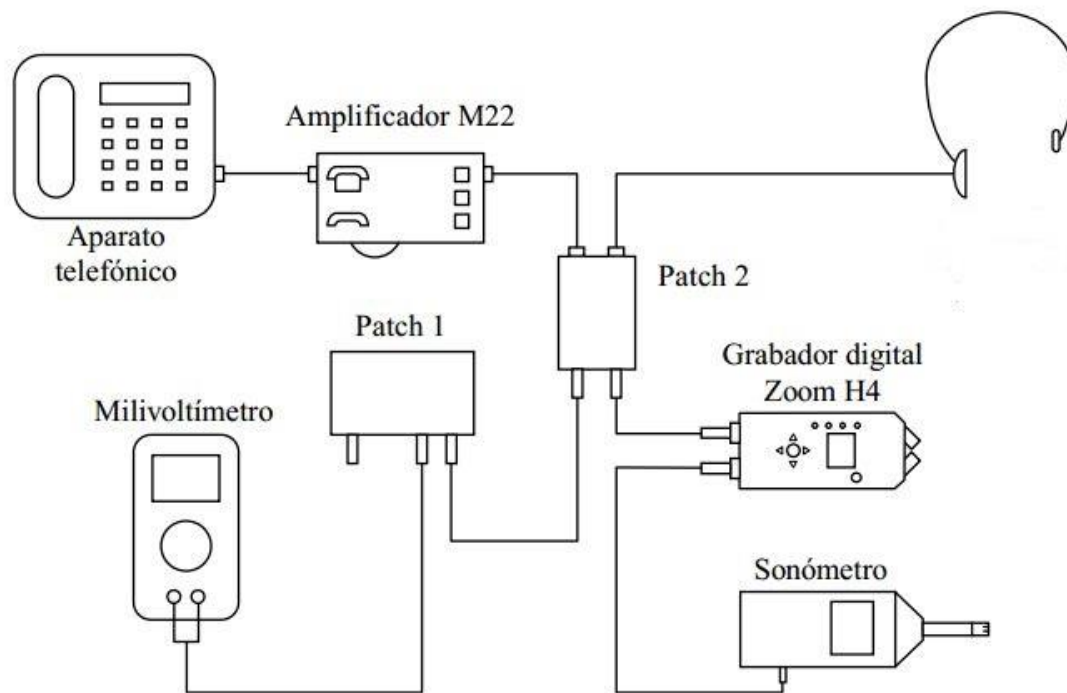 Amplificador M22
Aparato
telefónico
Patch 2
Patch 1
Grabador digital
Zoom H4
Milivoltímetro
Sonómetro